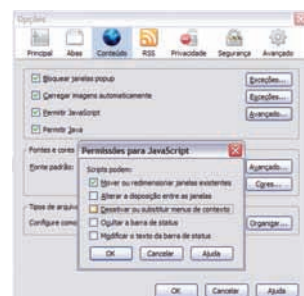 Opções
Principal Abas Conteúdo RSS Privacidade Segurança Avançado
Bloquear janelas popup Exceções...
Carregar imagens automaticamente Exceções...
Permitir JavaScript Avançado...
Permitir Java
Fontes e cores
Permissões para JavaScript
Fonte padrão: Avançado...
Scripts podem:
Cores...
Mover ou redimensionar janelas existentes
Alterar a disposição entre as janelas
Tipos de arquivo
Desativar ou substituir menus de contexto
Configure como Organizar...
Ocultar a barra de status
Modificar o texto da barra de status
OK Cancelar Ajuda
OK Cancelar Ajuda